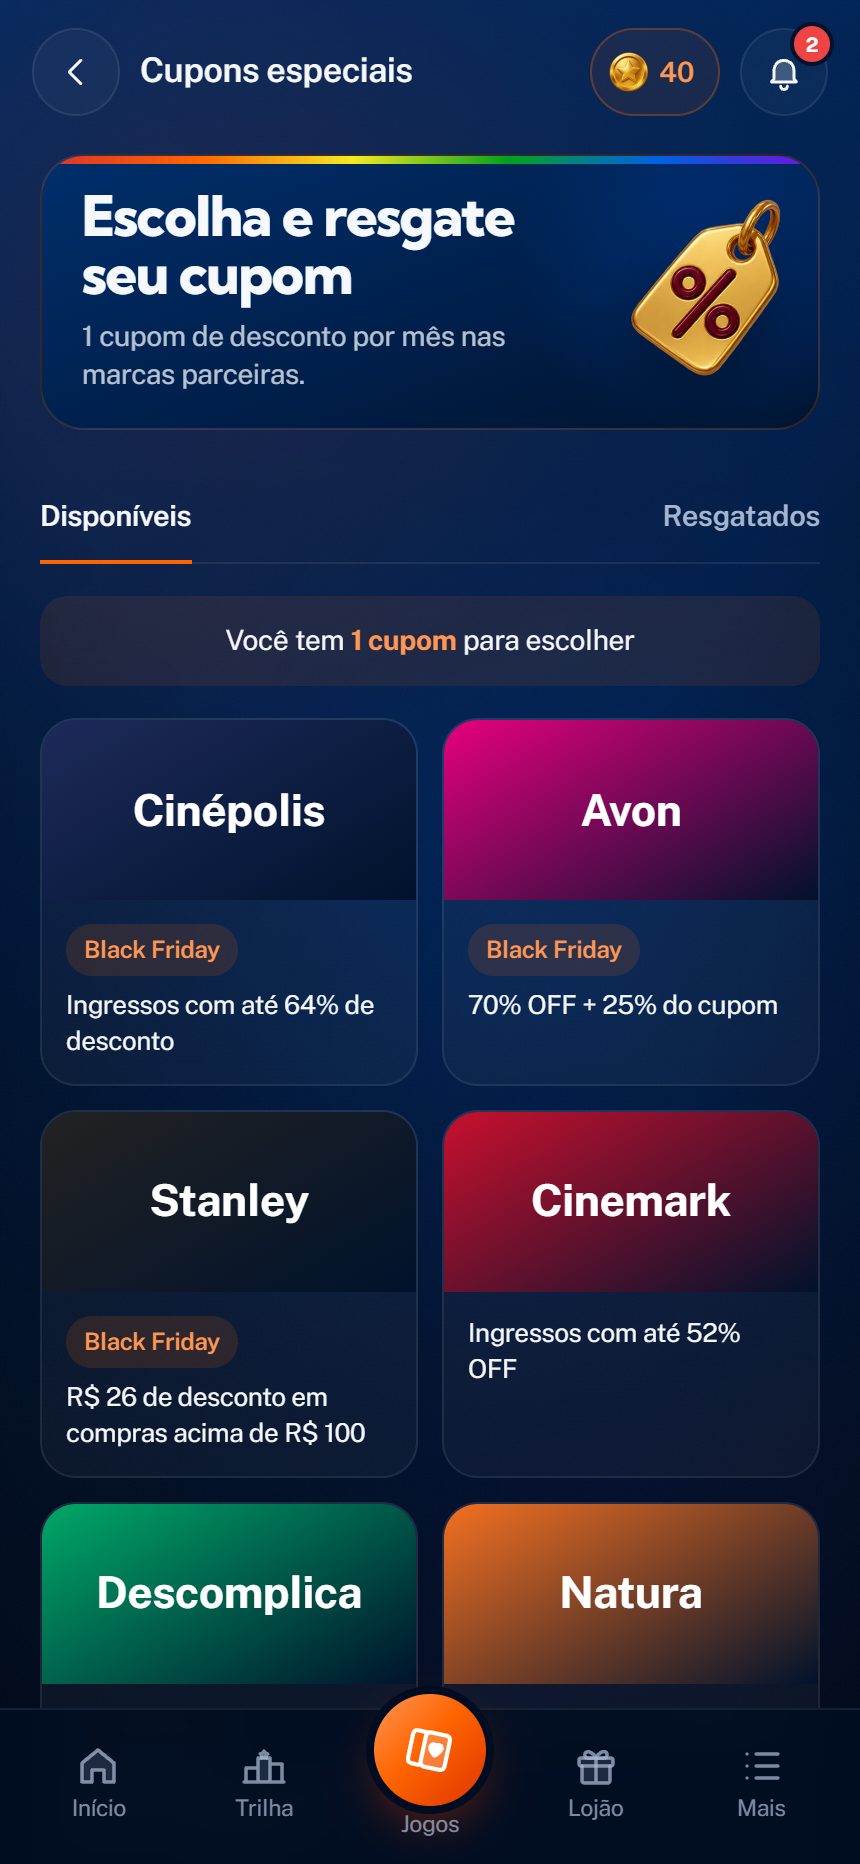 Cupons especiais
40
2
Escolha e resgate
seu cupom
1 cupom de desconto por mês nas
marcas parceiras.
Disponíveis
Resgatados
Você tem 1 cupom para escolher
Cinépolis
Black Friday
Ingressos com até 64% de
desconto
Avon
Black Friday
70% OFF + 25% do cupom
Stanley
Black Friday
R$ 26 de desconto em
compras acima de R$ 100
Cinemark
Ingressos com até 52%
OFF
Descomplica
Natura
Início
Trilha
Jogos
Lojão
Mais